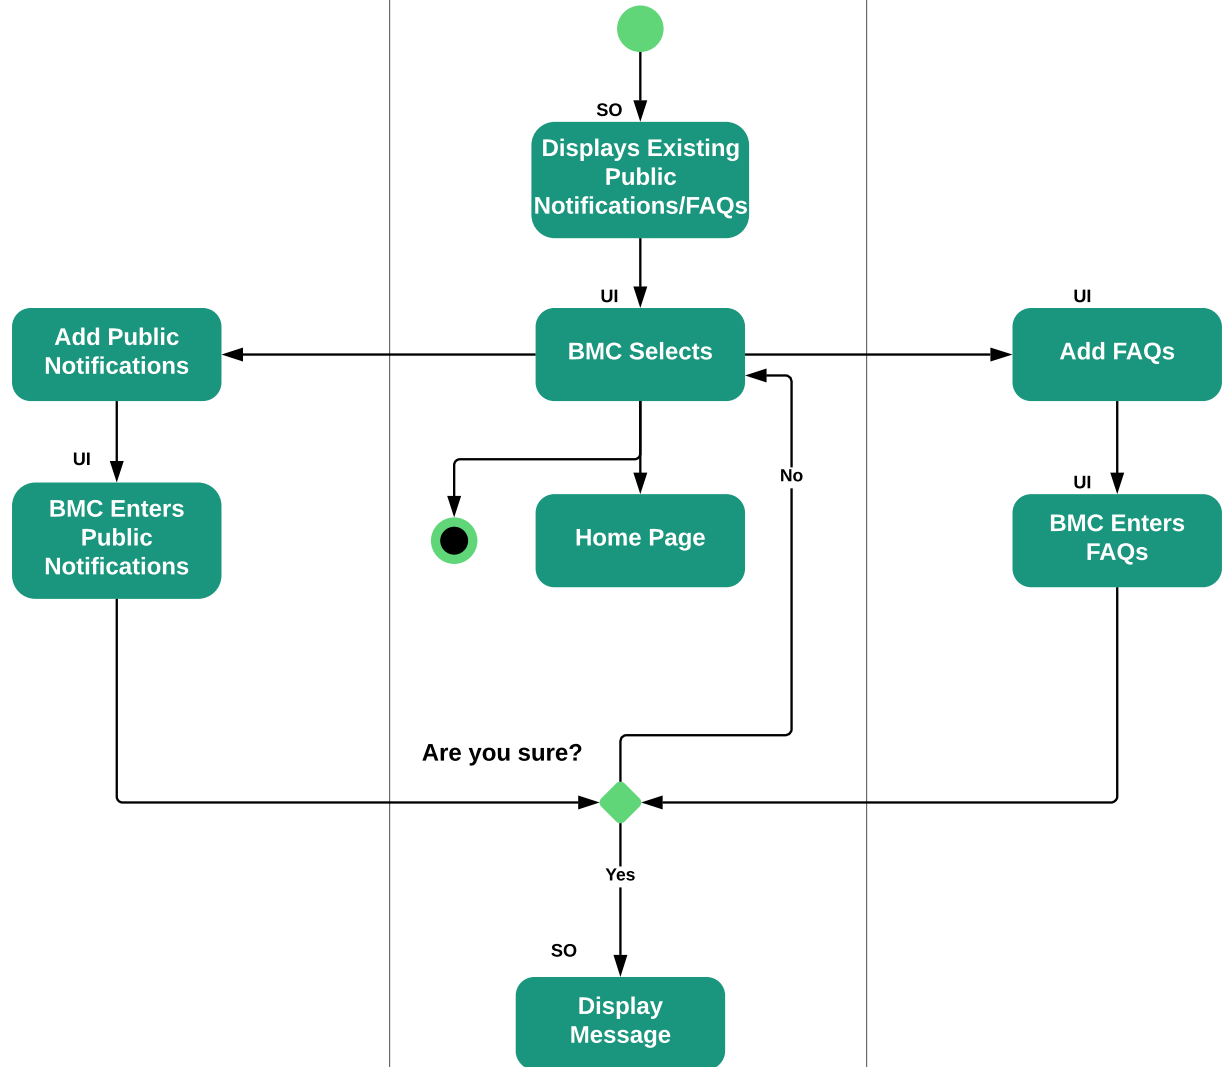 SO
Displays Existing
Public
Notifications/FAQs
UI
UI
Add Public
Notifications
BMC Selects
Add FAQs
UI
No
UI
BMC Enters
Public
Notifications
Home Page
BMC Enters
FAQs
Are you sure?
Yes
SO
Display
Message